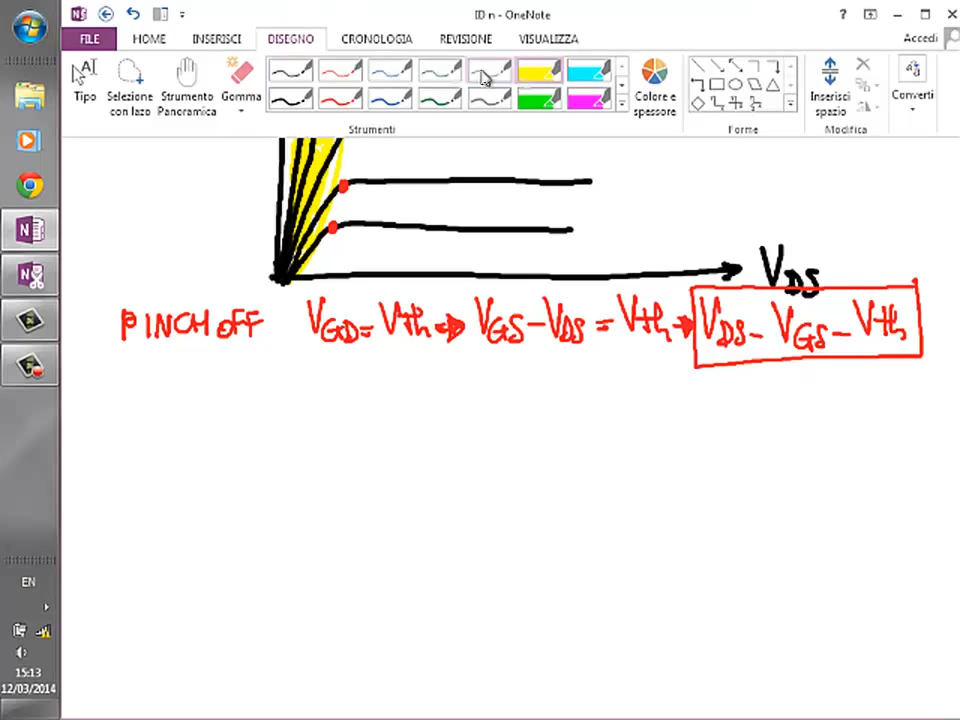 ID n - OneNote
FILE HOME INSERISCI DISEGNO CRONOLOGIA REVISIONE VISUALIZZA Accedi
Tipo Selezione con lazo Strumento Panoramica Gomma Colore e spessore Inserisci spazio Converti
Strumenti Forme Modifica
VDS
PINCH OFF VGD = Vth → VGS - VDS = Vth → VDS - VGS - Vth
EN
15:13
12/03/2014